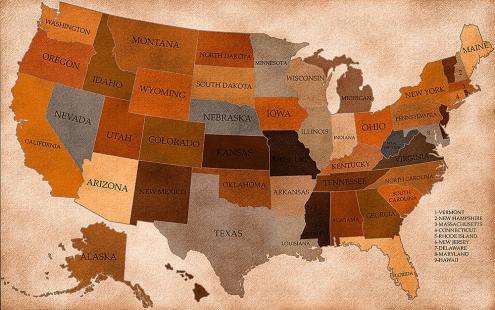 WASHINGTON
MAINE
MONTANA
NORTH DAKOTA
MINNESOTA
OREGON
IDAHO
WISCONSIN
SOUTH DAKOTA
MICHIGAN
NEW YORK
WYOMING
IOWA
PENNSYLVANIA
NEVADA
NEBRASKA
ILLINOIS
INDIANA
OHIO
UTAH
COLORADO
CALIFORNIA
KANSAS
VIRGINIA
KENTUCKY
ARIZONA
NEW MEXICO
OKLAHOMA
ARKANSAS
TENNESSEE
NORTH CAROLINA
SOUTH
CAROLINA
ALABAMA
GEORGIA
TEXAS
LOUISIANA
ALASKA
FLORIDA
2
1-VERMONT
2-NEW HAMPSHIRE
3-MASSACHUSETTS
4-CONNECTICUT
5-RHODE ISLAND
6-NEW JERSEY
7-DELAWARE
8-MARYLAND
9-HAWAII